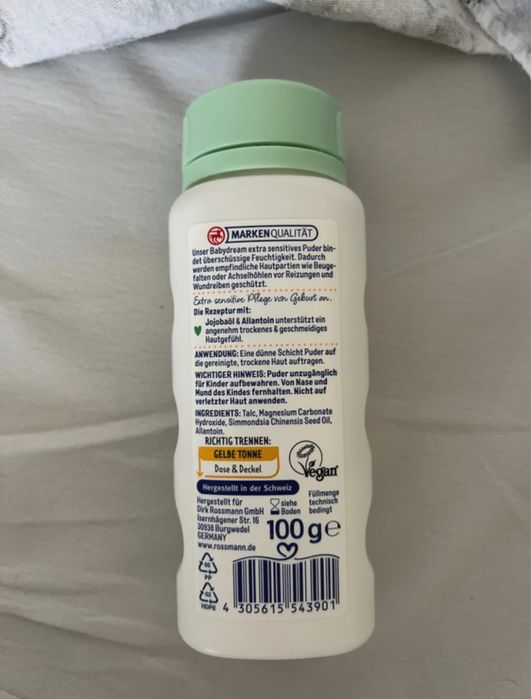 MARKENQUALITÄT
Unser Babydream extra sensitives Puder bin-
det überschüssige Feuchtigkeit. Dadurch
werden empfindliche Hautpartien wie Beuge-
falten oder Achselhöhlen vor Reizungen und
Wundreiben geschützt.
Extra sensitive Pflege von Geburt an.
Die Rezeptur mit:
Jojobaöl & Allantoin unterstützt ein
angenehm trockenes & geschmeidiges
Hautgefühl.
ANWENDUNG: Eine dünne Schicht Puder auf
die gereinigte, trockene Haut auftragen.
WICHTIGER HINWEIS: Puder unzugänglich
für Kinder aufbewahren. Von Nase und
Mund des Kindes fernhalten. Nicht auf
verletzter Haut anwenden.
INGREDIENTS: Talc, Magnesium Carbonate
Hydroxide, Simmondsia Chinensis Seed Oil,
Allantoin.
RICHTIG TRENNEN:
GELBE TONNE
Dose & Deckel
Vegan
Hergestellt in der Schweiz
Hergestellt für
Dirk Rossmann GmbH
Isernhägener Str. 16
30938 Burgwedel
GERMANY
www.rossmann.de
siehe
Boden
Füllmenge
technisch
bedingt
100 g e
05
PP
02
HDPE
4 305615 543901